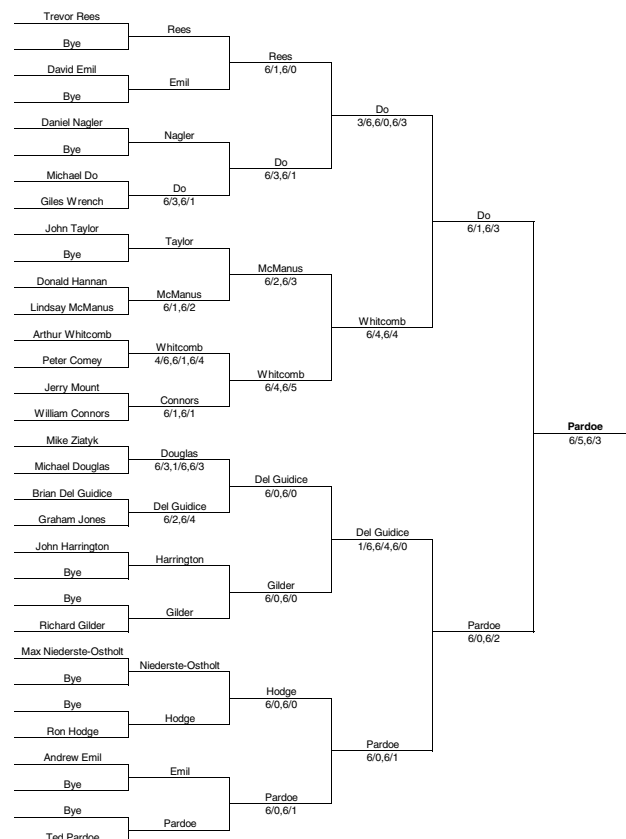 Trevor Rees
Bye
David Emil
Bye
Daniel Nagler
Bye
Michael Do
Giles Wrench
John Taylor
Bye
Donald Hannan
Lindsay McManus
Arthur Whitcomb
Peter Comey
Jerry Mount
William Connors
Mike Ziatyk
Michael Douglas
Brian Del Guidice
Graham Jones
John Harrington
Bye
Bye
Richard Gilder
Max Niederste-Ostholt
Bye
Bye
Ron Hodge
Andrew Emil
Bye
Bye
Ted Pardoe
Rees
Emil
Nagler
Do
6/3,6/1
Taylor
McManus
6/1,6/2
Whitcomb
4/6,6/1,6/4
Connors
6/1,6/1
Douglas
6/3,1/6,6/3
Del Guidice
6/2,6/4
Harrington
Gilder
Niederste-Ostholt
Hodge
Emil
Pardoe
Rees
6/1,6/0
Do
6/3,6/1
McManus
6/2,6/3
Whitcomb
6/4,6/5
Del Guidice
6/0,6/0
Gilder
6/0,6/0
Hodge
6/0,6/0
Pardoe
6/0,6/1
Do
3/6,6/0,6/3
Whitcomb
6/4,6/4
Del Guidice
1/6,6/4,6/0
Pardoe
6/0,6/1
Do
6/1,6/3
Pardoe
6/0,6/2
Pardoe
6/5,6/3